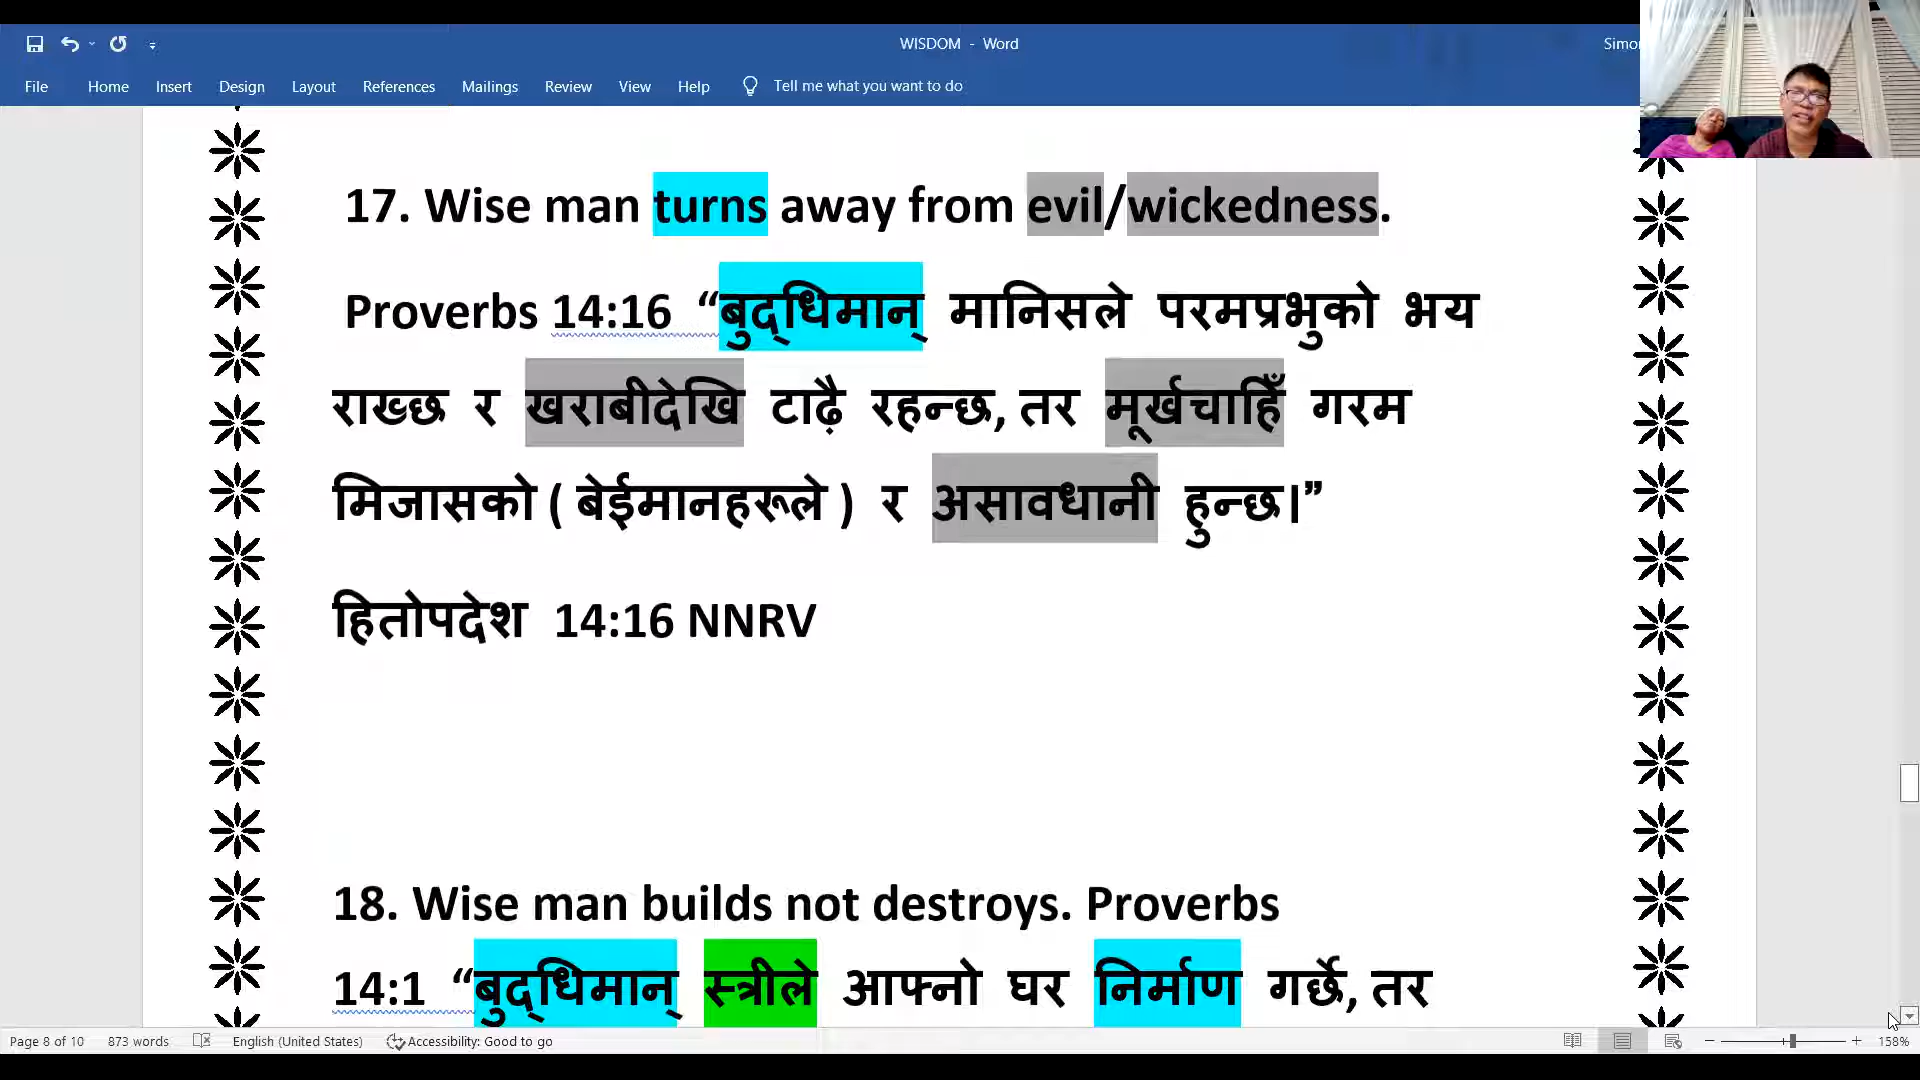 WISDOM - Word
File Home Insert Design Layout References Mailings Review View Help Tell me what you want to do
17. Wise man turns away from evil/wickedness.
Proverbs 14:16 “बुद्धिमान् मानिसले परमप्रभुको भय
राख्छ र खराबीदेखि टाढ़ै रहन्छ, तर मूर्खचाहिँ गरम
मिजासको ( बेईमानहरूले ) र असावधानी हुन्छ।”
हितोपदेश 14:16 NNRV
18. Wise man builds not destroys. Proverbs
14:1 “बुद्धिमान् स्त्रीले आफ्नो घर निर्माण गर्छे, तर
Page 8 of 10 873 words English (United States) Accessibility: Good to go 158%